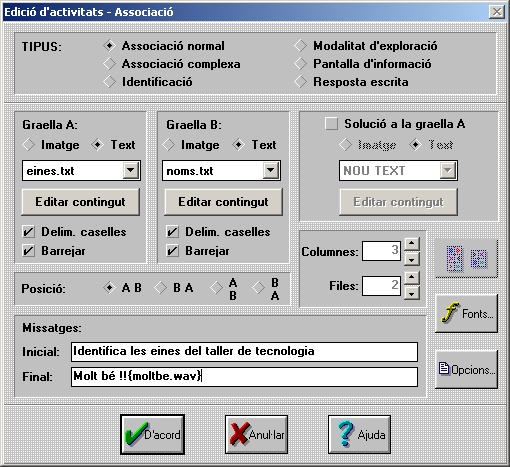 Edició d'activitats - Associació
TIPUS:
Associació normal
Modalitat d'exploració
Associació complexa
Pantalla d'informació
Identificació
Resposta escrita
Graella A:
Imatge
Text
eines.txt
Editar contingut
Delim. caselles
Barrejar
Graella B:
Imatge
Text
noms.txt
Editar contingut
Delim. caselles
Barrejar
Solució a la graella A
Imatge
Text
NOU TEXT
Editar contingut
Columnes: 3
Files: 2
Posició:
A B
B A
A
B
B
A
Fonts...
Opcions...
Missatges:
Inicial: Identifica les eines del taller de tecnologia
Final: Molt bé !!{moltbe.wav}
D'acord
Anul·lar
Ajuda